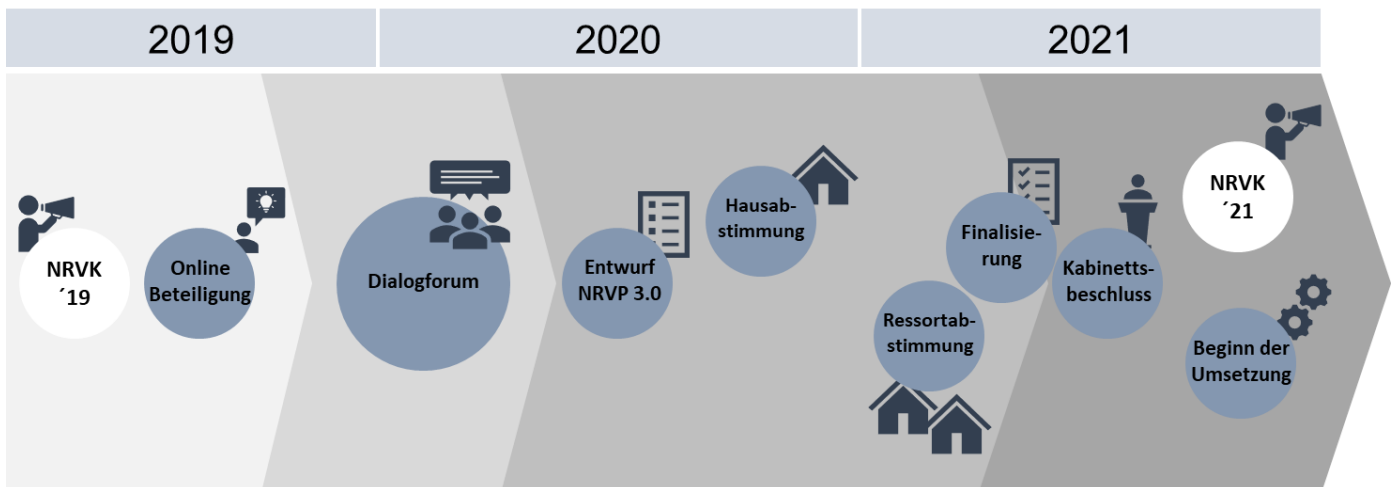 2019
2020
2021
NRVK
´19
Online
Beteiligung
Dialogforum
Entwurf
NRVP 3.0
Hausab-
stimmung
Ressortab-
stimmung
Finalisie-
rung
Kabinetts-
beschluss
NRVK
´21
Beginn der
Umsetzung